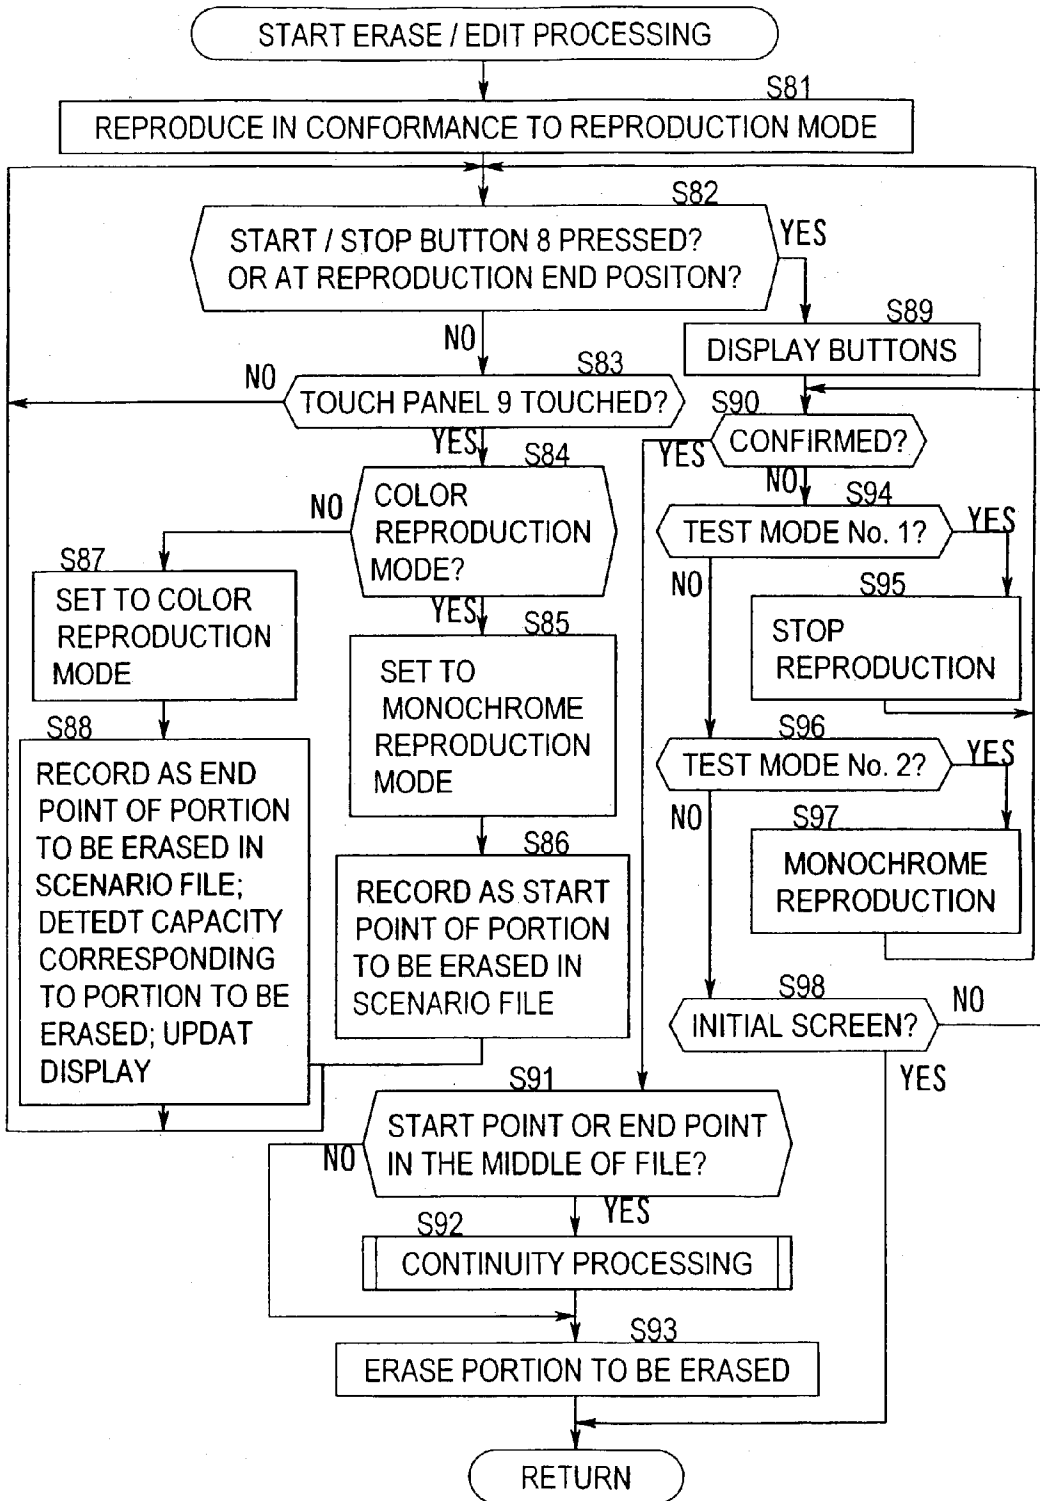 START ERASE / EDIT PROCESSING
S81
REPRODUCE IN CONFORMANCE TO REPRODUCTION MODE
S82
START / STOP BUTTON 8 PRESSED?
OR AT REPRODUCTION END POSITON?
YES
NO
S89
DISPLAY BUTTONS
S83
TOUCH PANEL 9 TOUCHED?
NO
YES
S90
CONFIRMED?
YES
NO
S84
COLOR
REPRODUCTION
MODE?
NO
YES
S94
TEST MODE No. 1?
YES
NO
S87
SET TO COLOR
REPRODUCTION
MODE
S85
SET TO
MONOCHROME
REPRODUCTION
MODE
S95
STOP
REPRODUCTION
S88
RECORD AS END
POINT OF PORTION
TO BE ERASED IN
SCENARIO FILE;
DETEDT CAPACITY
CORRESPONDING
TO PORTION TO BE
ERASED; UPDAT
DISPLAY
S96
TEST MODE No. 2?
YES
NO
S86
RECORD AS START
POINT OF PORTION
TO BE ERASED IN
SCENARIO FILE
S97
MONOCHROME
REPRODUCTION
S98
INITIAL SCREEN?
NO
YES
S91
START POINT OR END POINT
IN THE MIDDLE OF FILE?
NO
YES
S92
CONTINUITY PROCESSING
S93
ERASE PORTION TO BE ERASED
RETURN